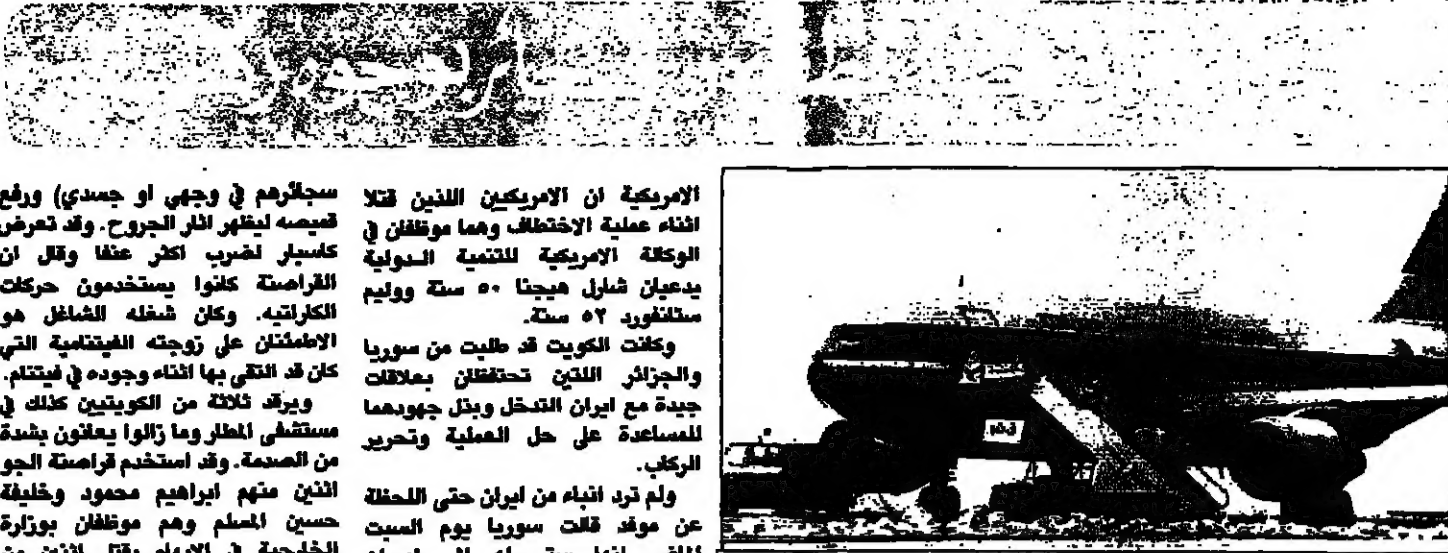 الامريكية ان الامريكيين اللذين قتلا
اثناء عملية الاختطاف وهما موظفان في
الوكالة الامريكية للتنمية الدولية
يدعيان شارل هيجنا ٥٠ سنة ووليم
ستانفورد ٥٢ سنة.
وكانت الكويت قد طلبت من سوريا
والجزائر اللتين تحتفظان بعلاقات
جيدة مع ايران التدخل وبذل جهودهما
للمساعدة على حل العملية وتحرير
الركاب.
ولم ترد انباء من ايران حتى اللحظة
عن موفد قالت سوريا يوم السبت
سجائرهم في وجهي او جسدي) ورفع
قميصه ليظهر اثار الجروح. وقد تعرض
كاسبار لضرب اكثر عنفا وقال ان
القراصنة كانوا يستخدمون حركات
الكاراتيه. وكان شغله الشاغل هو
الاطمئنان على زوجته الفيتنامية التي
كان قد التقى بها اثناء وجوده في فيتنام.
ويرقد ثلاثة من الكويتيين كذلك في
مستشفى المطار وما زالوا يعانون بشدة
من الصدمة. وقد استخدم قراصنة الجو
اثنين منهم ابراهيم محمود وخليفة
حسين المسلم وهم موظفان بوزارة